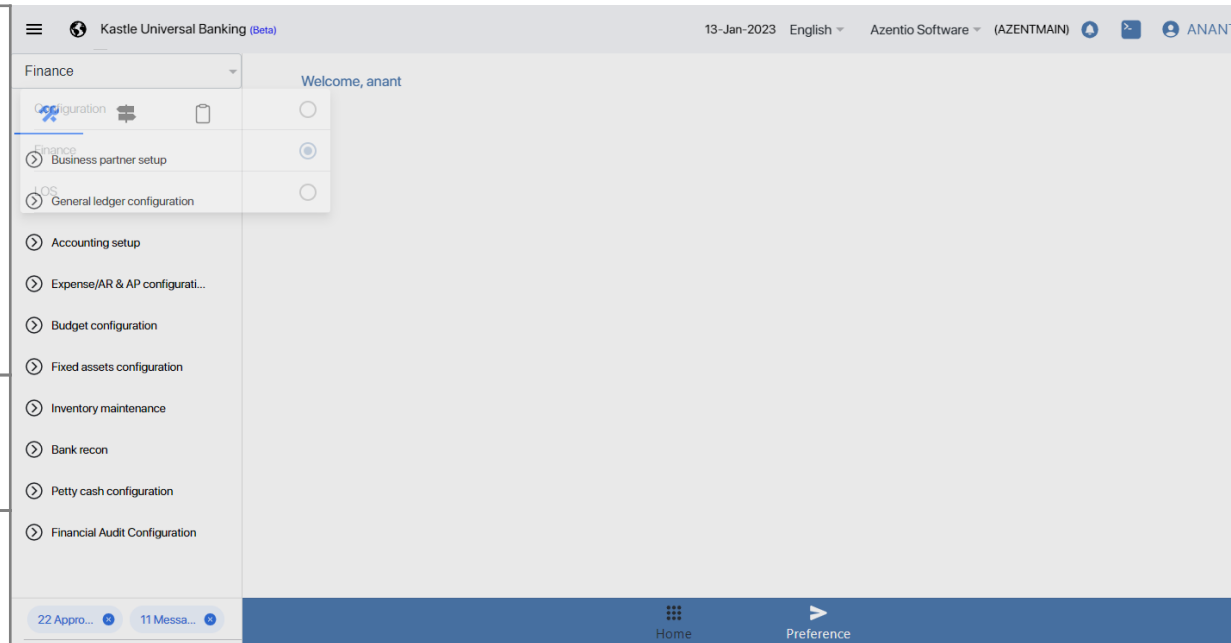 Kastle Universal Banking (Beta)
13-Jan-2023 English Azentio Software (AZENTMAIN) ANANT
Finance
Welcome, anant
Configuration
Finance
Business partner setup
LOS
General ledger configuration
Accounting setup
Expense/AR & AP configurati...
Budget configuration
Fixed assets configuration
Inventory maintenance
Bank recon
Petty cash configuration
Financial Audit Configuration
22 Appro... 11 Messa...
Home
Preference